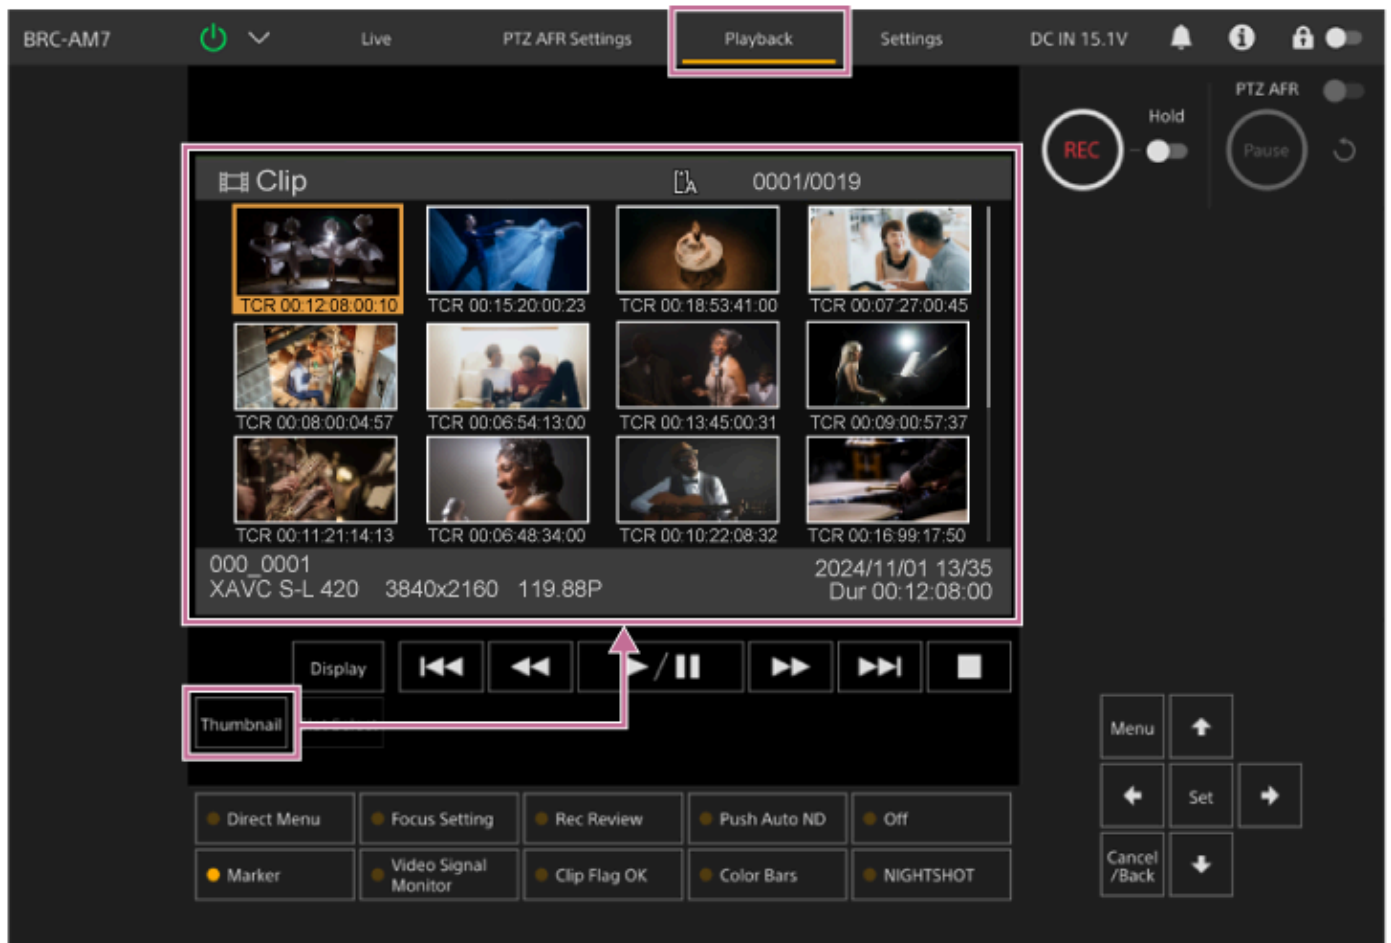 BRC-AM7
Live
PTZ AFR Settings
Playback
Settings
DC IN 15.1V
PTZ AFR
REC
Hold
Pause
Clip
A
0001/0019
TCR 00:12:08:00:10
TCR 00:15:20:00:23
TCR 00:18:53:41:00
TCR 00:07:27:00:45
TCR 00:08:00:04:57
TCR 00:06:54:13:00
TCR 00:13:45:00:31
TCR 00:09:00:57:37
TCR 00:11:21:14:13
TCR 00:06:48:34:00
TCR 00:10:22:08:32
TCR 00:16:99:17:50
000_0001
2024/11/01 13/35
XAVC S-L 420 3840x2160 119.88P
Dur 00:12:08:00
Display
Thumbnail
Menu
Set
Cancel
/Back
Direct Menu
Focus Setting
Rec Review
Push Auto ND
Off
Marker
Video Signal
Monitor
Clip Flag OK
Color Bars
NIGHTSHOT